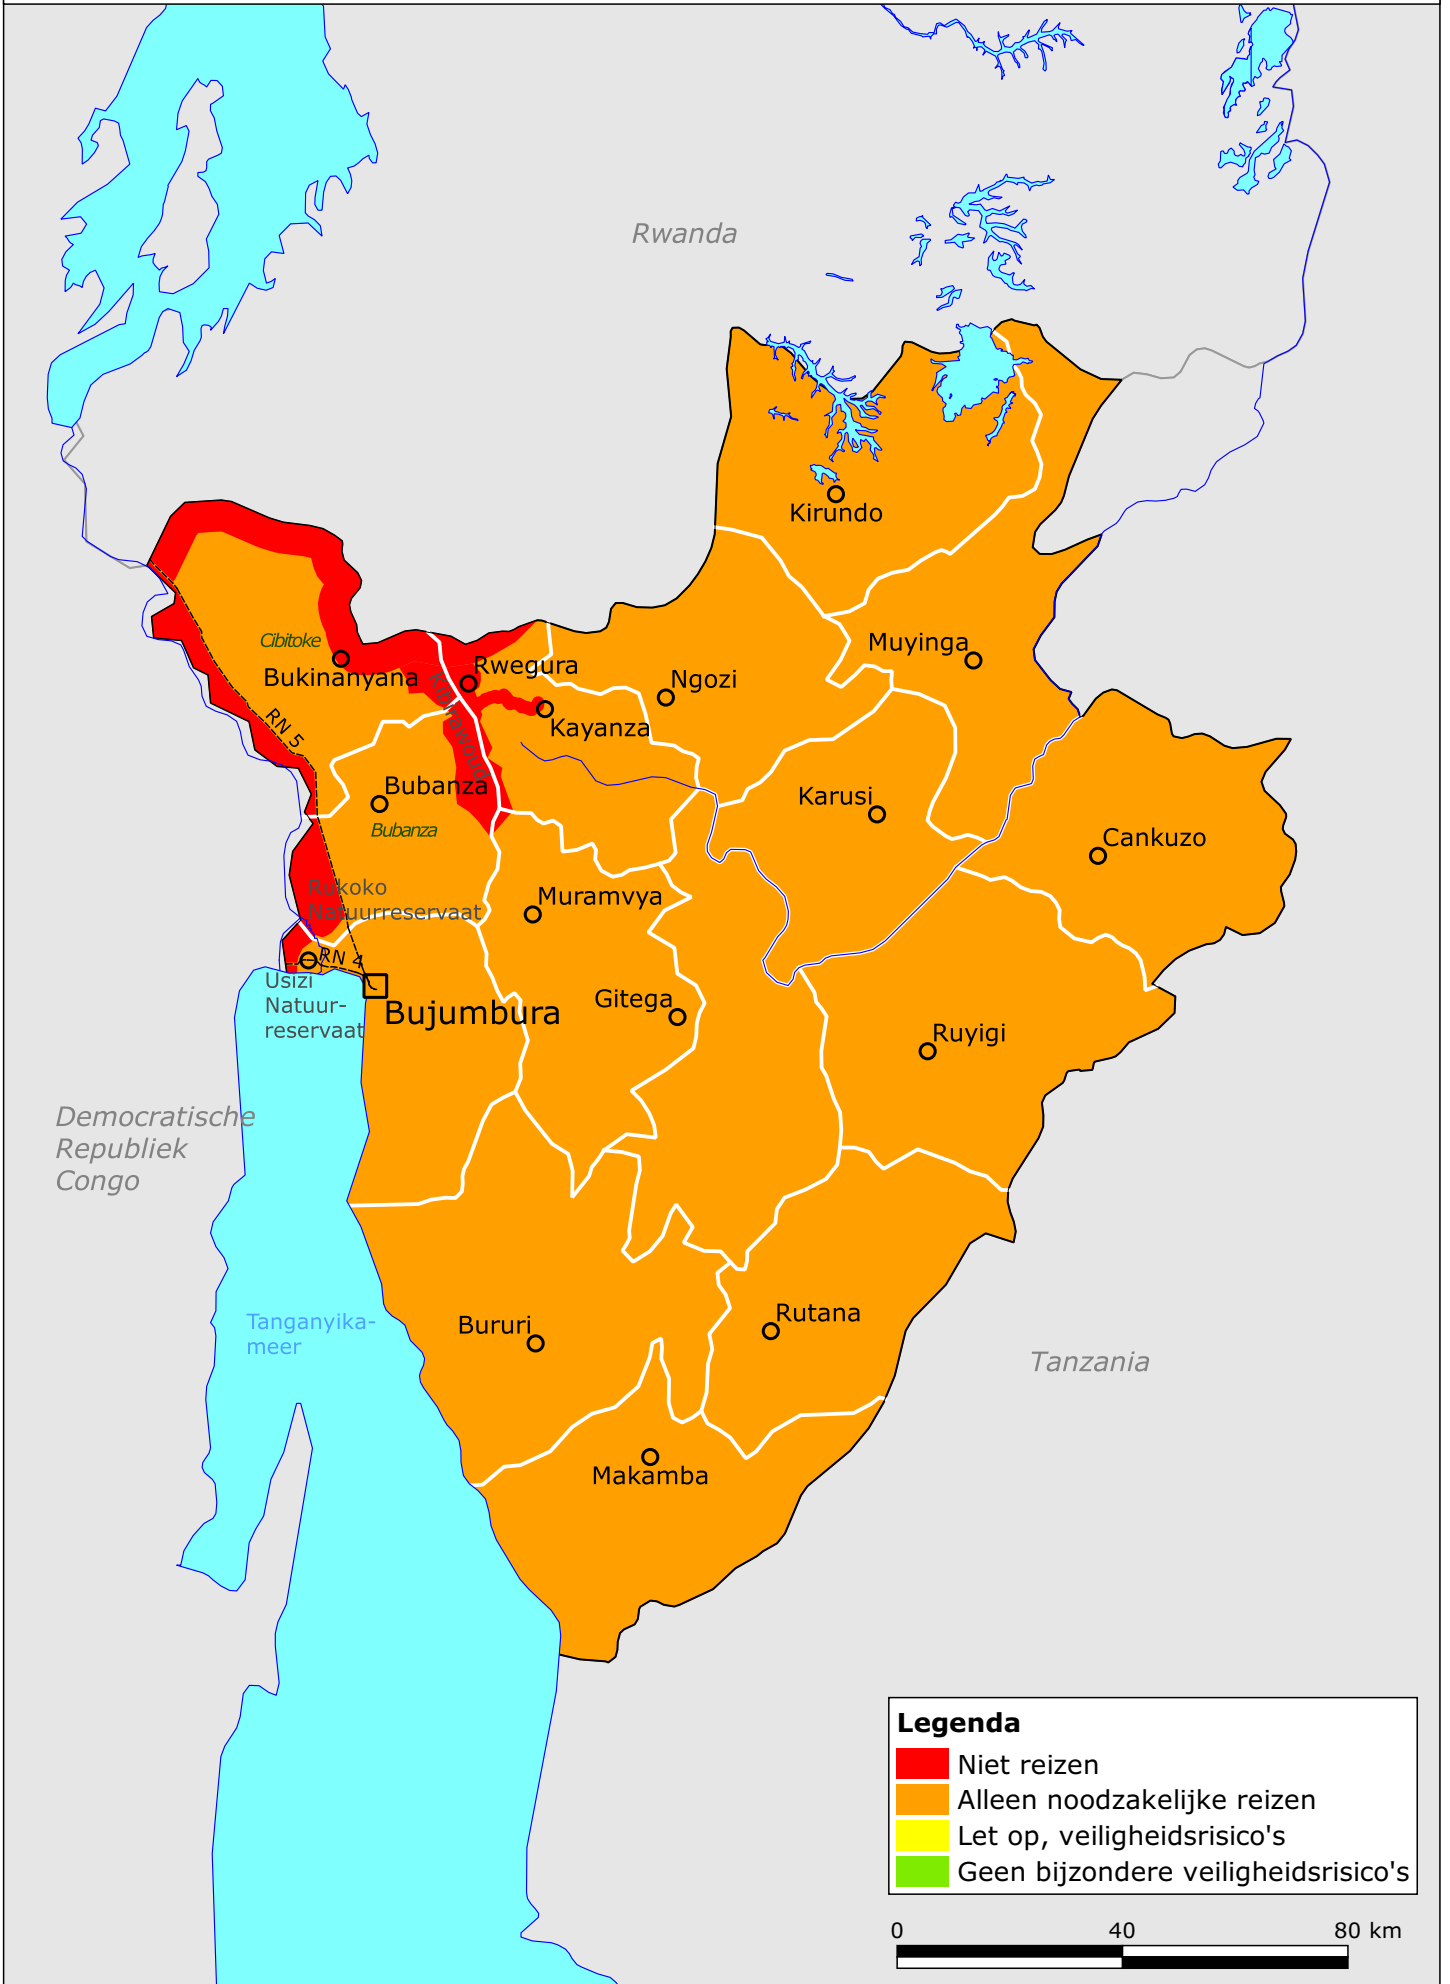 Rwanda
Kirundo
Cibitoke
Muyinga
Bukinanyana
Rwegura
Kibirawoud
Ngozi
Kayanza
RN 5
Bubanza
Karusi
Bubanza
Cankuzo
Rukoko
Natuurreservaat
Muramvya
RN 4
Usizi
Natuur-
reservaat
Bujumbura
Gitega
Ruyigi
Democratische
Republiek
Congo
Tanganyika-
meer
Bururi
Rutana
Tanzania
Makamba
Legenda
Niet reizen
Alleen noodzakelijke reizen
Let op, veiligheidsrisico's
Geen bijzondere veiligheidsrisico's
0 40 80 km